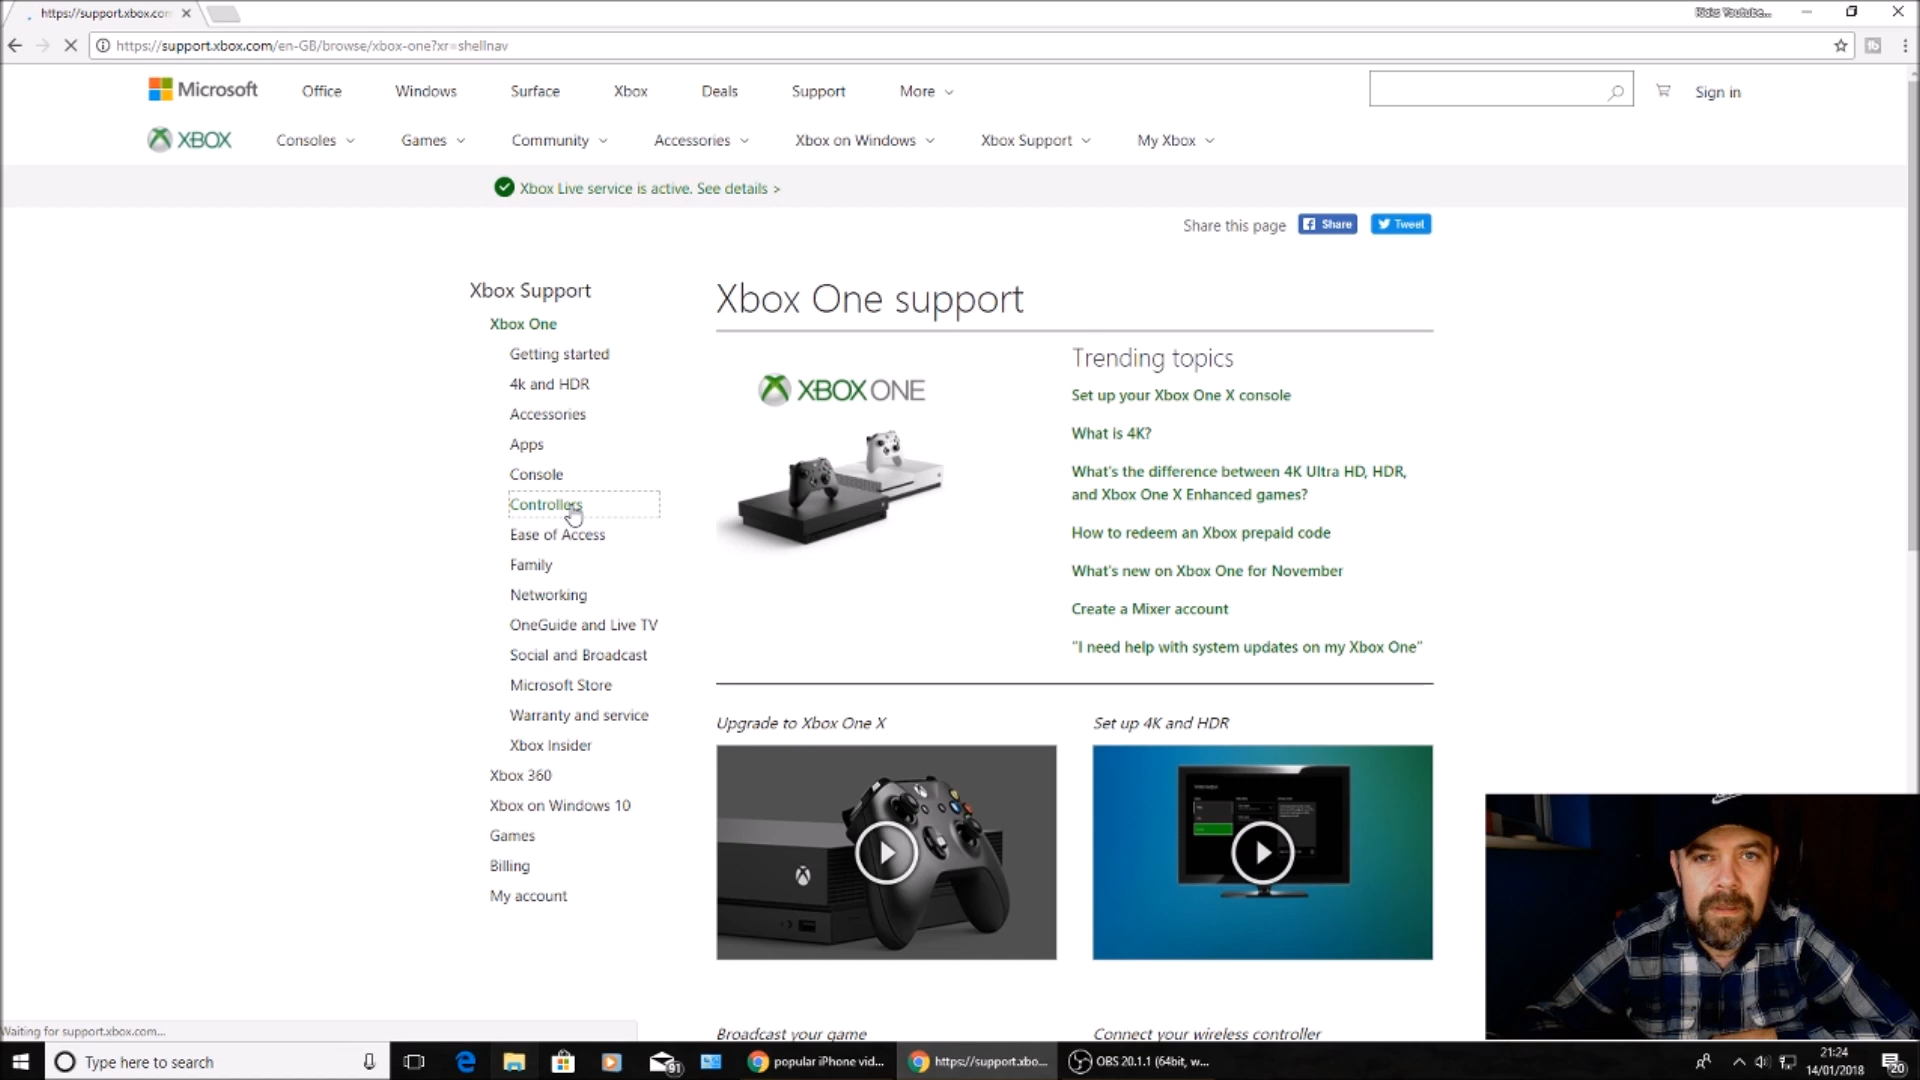 https://support.xbox.com
https://support.xbox.com/en-GB/browse/xbox-one?xr=shellnav
Microsoft
Office
Windows
Surface
Xbox
Deals
Support
More
Sign in
XBOX
Consoles
Games
Community
Accessories
Xbox on Windows
Xbox Support
My Xbox
Xbox Live service is active. See details >
Share this page
Share
Tweet
Xbox Support
Xbox One
Getting started
4k and HDR
Accessories
Apps
Console
Controllers
Ease of Access
Family
Networking
OneGuide and Live TV
Social and Broadcast
Microsoft Store
Warranty and service
Xbox Insider
Xbox 360
Xbox on Windows 10
Games
Billing
My account
Xbox One support
XBOX ONE
Trending topics
Set up your Xbox One X console
What is 4K?
What's the difference between 4K Ultra HD, HDR,
and Xbox One X Enhanced games?
How to redeem an Xbox prepaid code
What's new on Xbox One for November
Create a Mixer account
"I need help with system updates on my Xbox One"
Upgrade to Xbox One X
Set up 4K and HDR
Broadcast your game
Connect your wireless controller
Waiting for support.xbox.com...
Type here to search
91
popular iPhone vid...
https://support.xbo...
OBS 20.1.1 (64bit, w...
21:24
14/01/2018
20